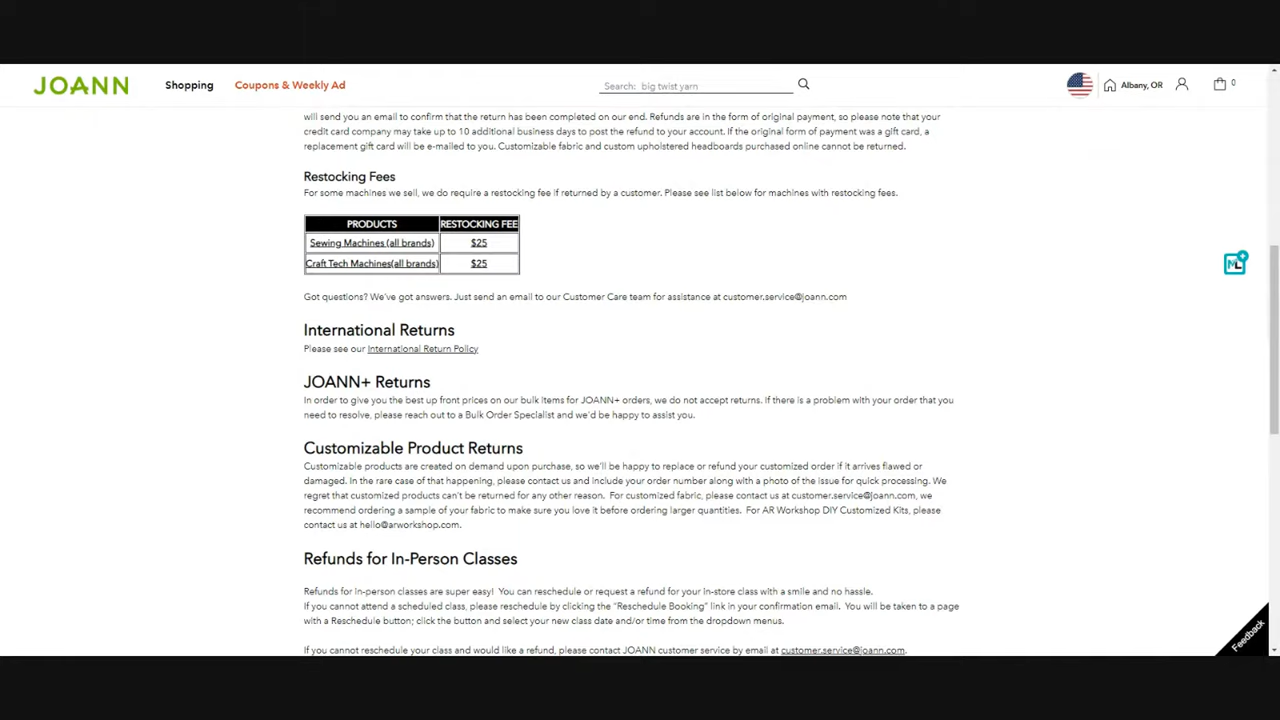 JOANN
Shopping
Coupons & Weekly Ad
Search: big twist yarn
Albany, OR
0
will send you an email to confirm that the return has been completed on our end. Refunds are in the form of original payment, so please note that your
credit card company may take up to 10 additional business days to post the refund to your account. If the original form of payment was a gift card, a
replacement gift card will be e-mailed to you. Customizable fabric and custom upholstered headboards purchased online cannot be returned.
Restocking Fees
For some machines we sell, we do require a restocking fee if returned by a customer. Please see list below for machines with restocking fees.
PRODUCTS RESTOCKING FEE
Sewing Machines (all brands) $25
Craft Tech Machines(all brands) $25
Got questions? We've got answers. Just send an email to our Customer Care team for assistance at customer.service@joann.com
International Returns
Please see our International Return Policy
JOANN+ Returns
In order to give you the best up front prices on our bulk items for JOANN+ orders, we do not accept returns. If there is a problem with your order that you
need to resolve, please reach out to a Bulk Order Specialist and we'd be happy to assist you.
Customizable Product Returns
Customizable products are created on demand upon purchase, so we'll be happy to replace or refund your customized order if it arrives flawed or
damaged. In the rare case of that happening, please contact us and include your order number along with a photo of the issue for quick processing. We
regret that customized products can't be returned for any other reason. For customized fabric, please contact us at customer.service@joann.com, we
recommend ordering a sample of your fabric to make sure you love it before ordering larger quantities. For AR Workshop DIY Customized Kits, please
contact us at hello@arworkshop.com.
Refunds for In-Person Classes
Refunds for in-person classes are super easy! You can reschedule or request a refund for your in-store class with a smile and no hassle.
If you cannot attend a scheduled class, please reschedule by clicking the "Reschedule Booking" link in your confirmation email. You will be taken to a page
with a Reschedule button; click the button and select your new class date and/or time from the dropdown menus.
If you cannot reschedule your class and would like a refund, please contact JOANN customer service by email at customer.service@joann.com.
Feedback